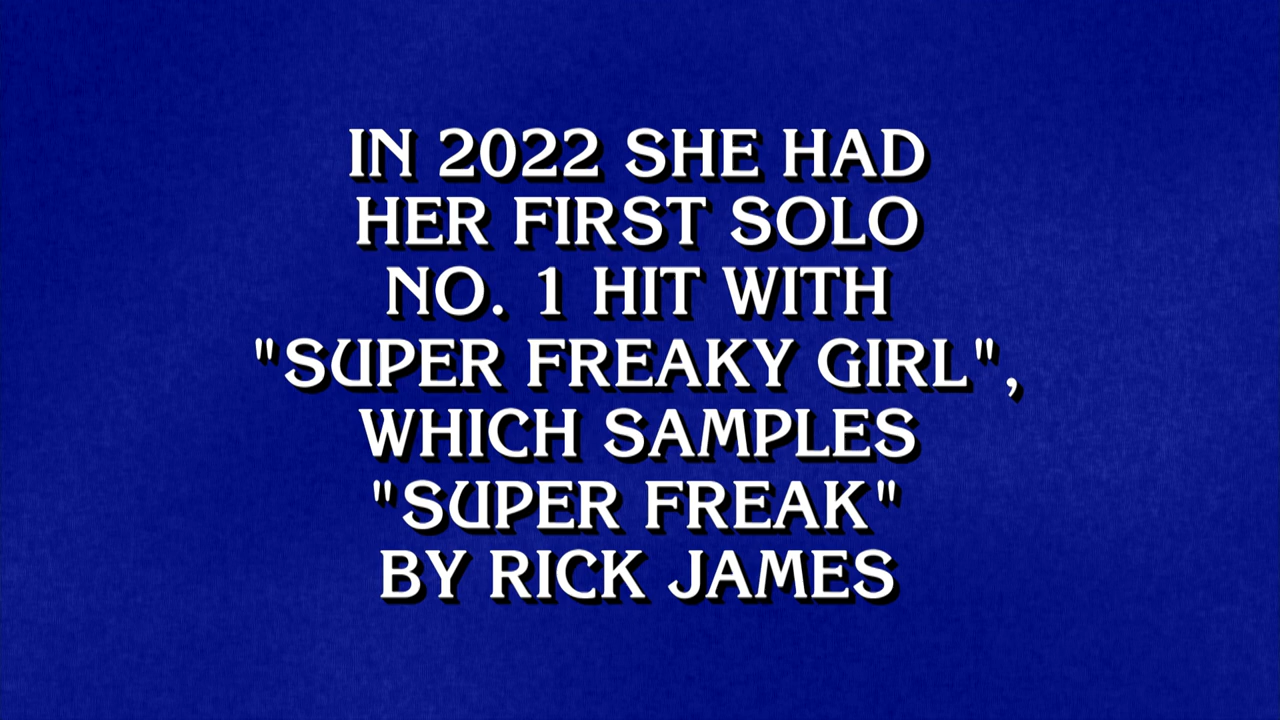 IN 2022 SHE HAD
HER FIRST SOLO
NO. 1 HIT WITH
"SUPER FREAKY GIRL",
WHICH SAMPLES
"SUPER FREAK"
BY RICK JAMES